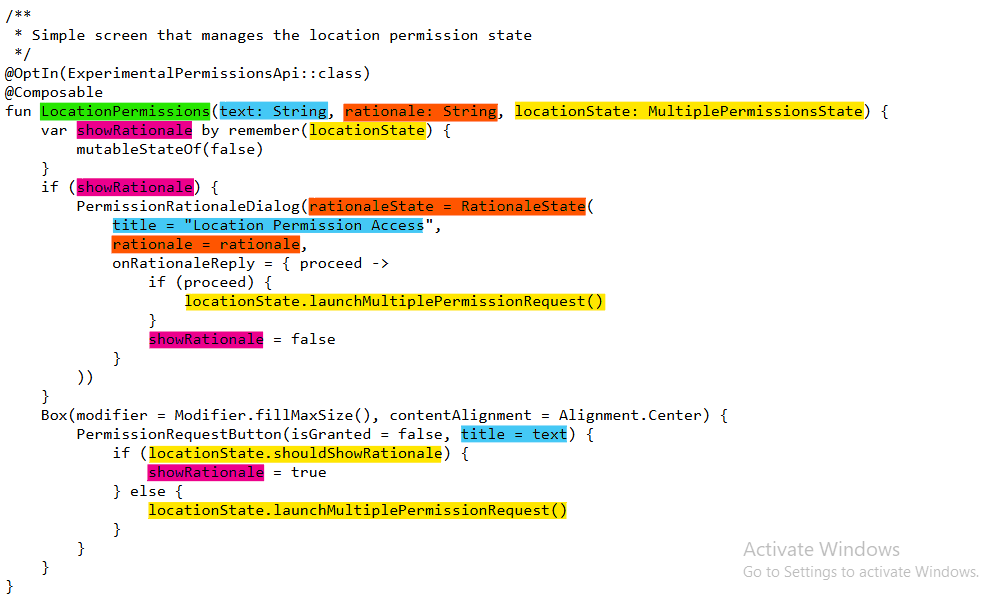 /**
 * Simple screen that manages the location permission state
 */
@OptIn(ExperimentalPermissionsApi::class)
@Composable
fun LocationPermissions(text: String, rationale: String, locationState: MultiplePermissionsState) {
    var showRationale by remember(locationState) {
        mutableStateOf(false)
    }
    if (showRationale) {
        PermissionRationaleDialog(rationaleState = RationaleState(
            title = "Location Permission Access",
            rationale = rationale,
            onRationaleReply = { proceed ->
                if (proceed) {
                    locationState.launchMultiplePermissionRequest()
                }
                showRationale = false
            }
        ))
    }
    Box(modifier = Modifier.fillMaxSize(), contentAlignment = Alignment.Center) {
        PermissionRequestButton(isGranted = false, title = text) {
            if (locationState.shouldShowRationale) {
                showRationale = true
            } else {
                locationState.launchMultiplePermissionRequest()
            }
        }
    }
}
Activate Windows
Go to Settings to activate Windows.